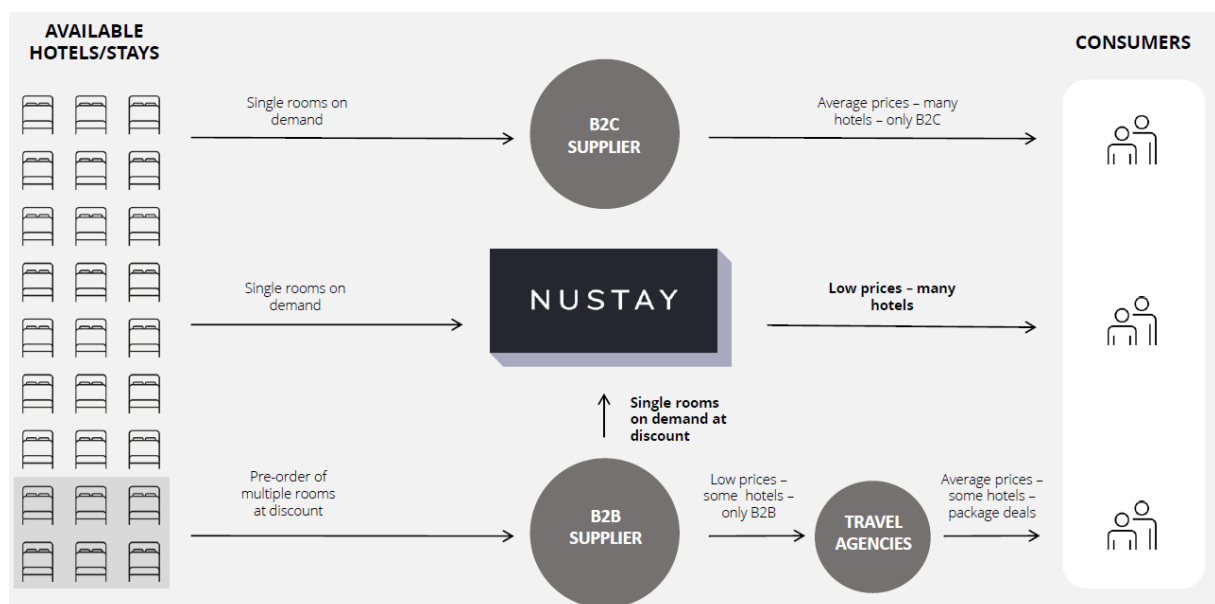 AVAILABLE
HOTELS/STAYS
CONSUMERS
Single rooms on
demand
B2C
SUPPLIER
Average prices – many
hotels – only B2C
Single rooms on
demand
NUSTAY
Low prices – many
hotels
Single rooms
on demand at
discount
Pre-order of
multiple rooms
at discount
B2B
SUPPLIER
Low prices –
some hotels –
only B2B
TRAVEL
AGENCIES
Average prices –
some hotels –
package deals